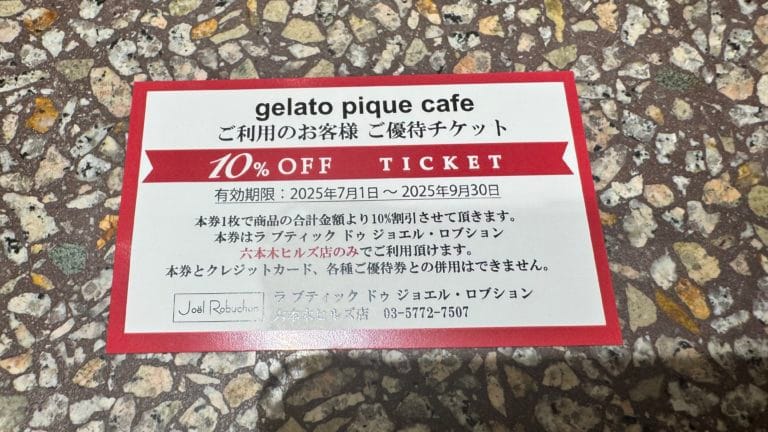 gelato pique cafe
ご利用のお客様 ご優待チケット
10% OFF TICKET
有効期限：2025年7月1日 ～ 2025年9月30日
本券1枚で商品の合計金額より10%割引させて頂きます。
本券はラ ブティック ドゥ ジョエル・ロブション
六本木ヒルズ店のみでご利用頂けます。
本券とクレジットカード、各種ご優待券との併用はできません。
Joël Robuchon
ラ ブティック ドゥ ジョエル・ロブション
六本木ヒルズ店 03-5772-7507